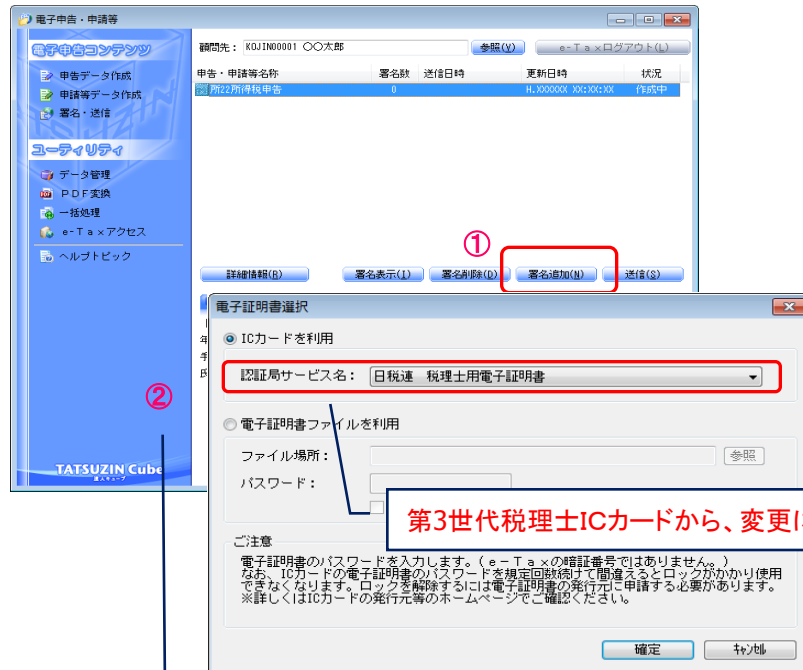 電子申告・申請等
電子申告コンテンツ
申告データ作成
申請等データ作成
署名・送信
ユーティリティ
データ管理
PDF変換
一括処理
e-Taxアクセス
ヘルプトピック
TATSUZIN Cube
達人キューブ
顧問先： KOJIN00001 〇〇太郎 参照(V) e-Taxログアウト(L)
申告・申請等名称 署名数 送信日時 更新日時 状況
所22所得税申告 0 H.XXXXXX XX:XX:XX 作成中
①
詳細情報(R) 署名表示(I) 署名削除(D) 署名追加(N) 送信(S)
②
電子証明書選択
ICカードを利用
認証局サービス名： 日税連　税理士用電子証明書
電子証明書ファイルを利用
ファイル場所： 参照
パスワード：
第3世代税理士ICカードから、変更
ご注意
電子証明書のパスワードを入力します。(e-Taxの暗証番号ではありません。)
なお、ICカードの電子証明書のパスワードを規定回数続けて間違えるとロックがかかり使用
できなくなります。ロックを解除するには電子証明書の発行元に申請する必要があります。
※詳しくはICカードの発行元等のホームページでご確認ください。
確定 キャンセル